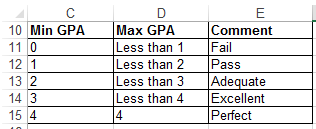 C D E
10 Min GPA Max GPA Comment
11 0 Less than 1 Fail
12 1 Less than 2 Pass
13 2 Less than 3 Adequate
14 3 Less than 4 Excellent
15 4 4 Perfect